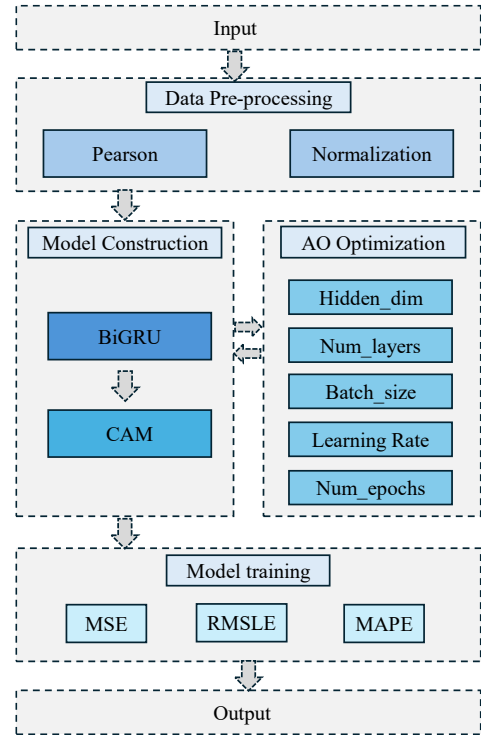 Input
Data Pre-processing
Pearson
Normalization
Model Construction
BiGRU
CAM
AO Optimization
Hidden_dim
Num_layers
Batch_size
Learning Rate
Num_epochs
Model training
MSE
RMSLE
MAPE
Output